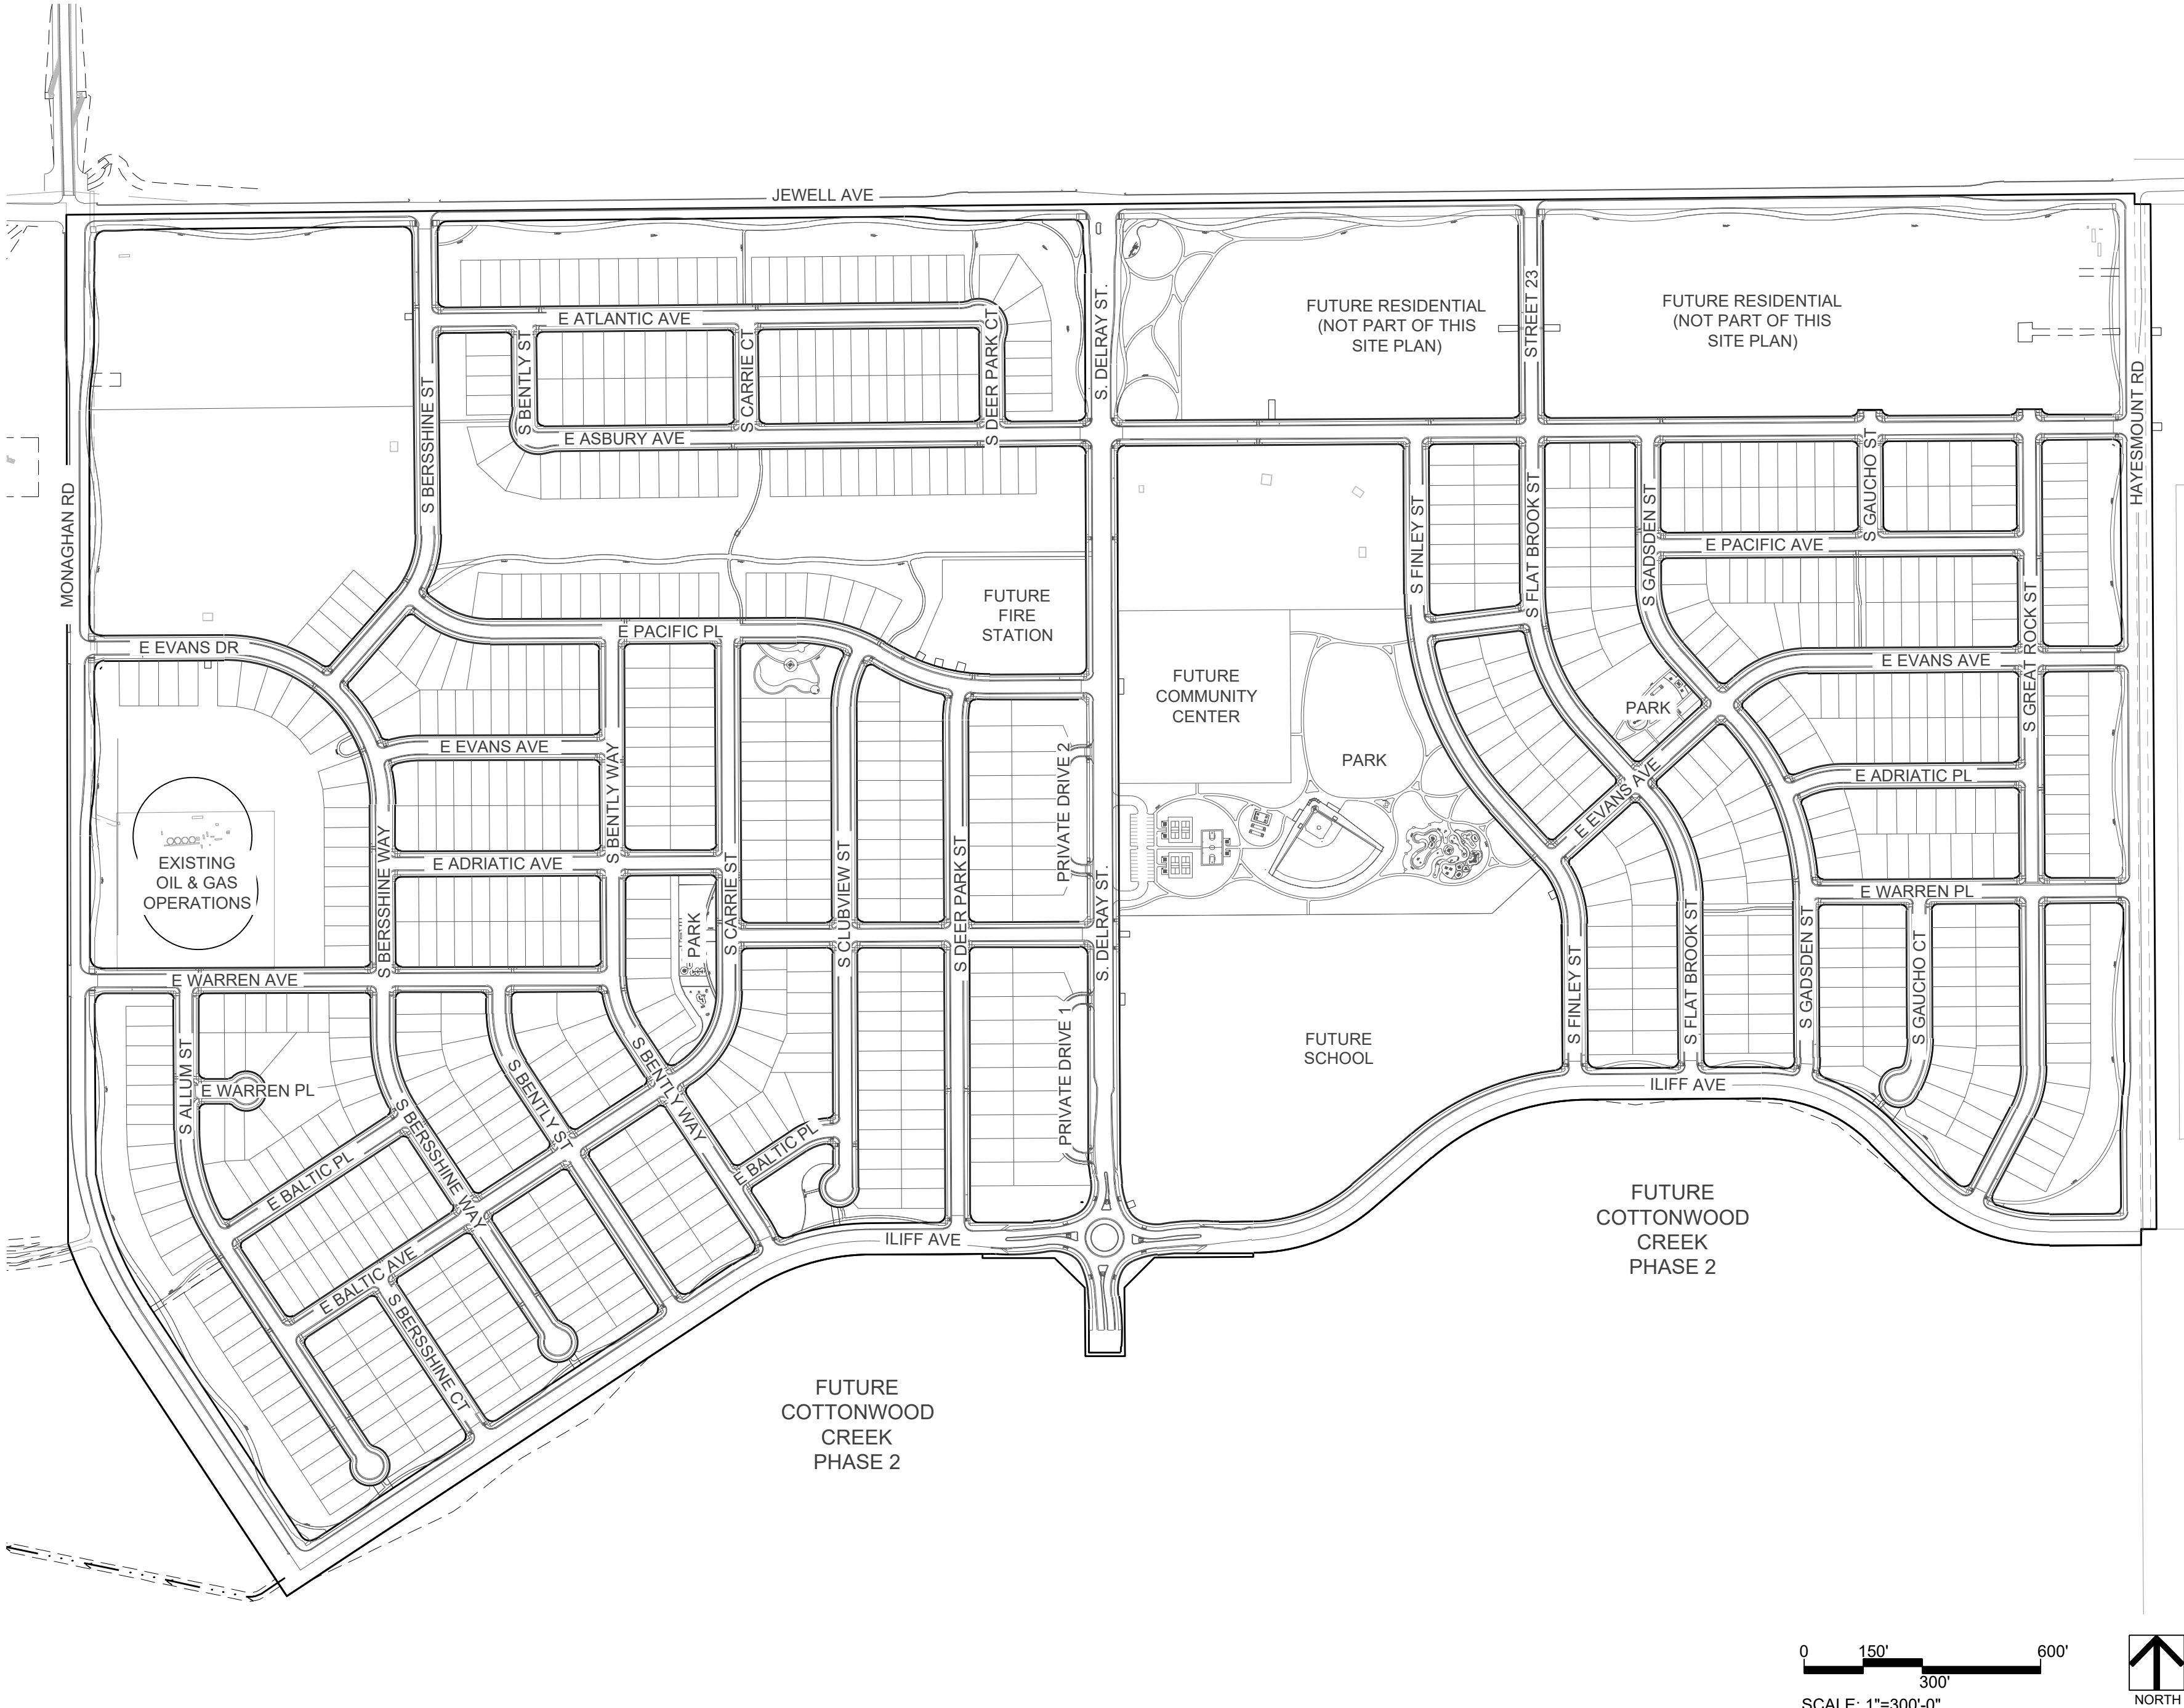 JEWELL AVE
E ATLANTIC AVE
S BENTLY ST
S CARRIE CT
S DEER PARK CT
S. DELRAY ST.
E ASBURY AVE
S BERSSHINE ST
MONAGHAN RD
FUTURE RESIDENTIAL
(NOT PART OF THIS
SITE PLAN)
STREET 23
FUTURE RESIDENTIAL
(NOT PART OF THIS
SITE PLAN)
HAYESMOUNT RD
S FINLEY ST
S FLAT BROOK ST
S GADSDEN ST
S GAUCHO ST
E PACIFIC AVE
S GREAT ROCK ST
FUTURE
FIRE
STATION
E PACIFIC PL
E EVANS DR
E EVANS AVE
FUTURE
COMMUNITY
CENTER
PARK
PARK
E EVANS AVE
E EVANS AVE
E ADRIATIC PL
S BENTLY WAY
PRIVATE DRIVE 2
EXISTING
OIL & GAS
OPERATIONS
S BERSSHINE WAY
E ADRIATIC AVE
PARK
S CARRIE ST
S CLUBVIEW ST
S DEER PARK ST
S. DELRAY ST.
E WARREN PL
E WARREN AVE
S ALLUM ST
E WARREN PL
S BERSSHINE WAY
S BENTLY ST
S BENTLY WAY
PRIVATE DRIVE 1
FUTURE
SCHOOL
S FINLEY ST
S FLAT BROOK ST
S GADSDEN ST
S GAUCHO CT
ILIFF AVE
E BALTIC PL
E BALTIC PL
E BALTIC AVE
S BERSSHINE CT
ILIFF AVE
FUTURE
COTTONWOOD
CREEK
PHASE 2
FUTURE
COTTONWOOD
CREEK
PHASE 2
0 150' 600'
300'
SCALE: 1"=300'-0"
NORTH